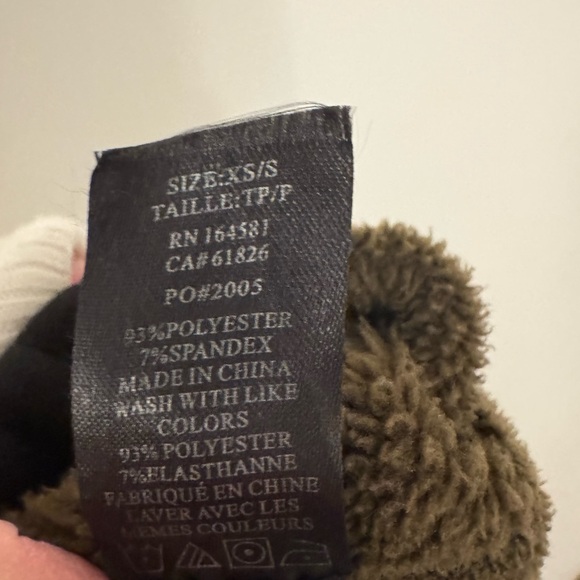 SIZE:XS/S
TAILLE:TP/P
RN 164581
CA# 61826
PO#2005
93%POLYESTER
7%SPANDEX
MADE IN CHINA
WASH WITH LIKE
COLORS
93% POLYESTER
7%ELASTHANNE
FABRIQUÉ EN CHINE
LAVER AVEC LES
MEMES COULEURS